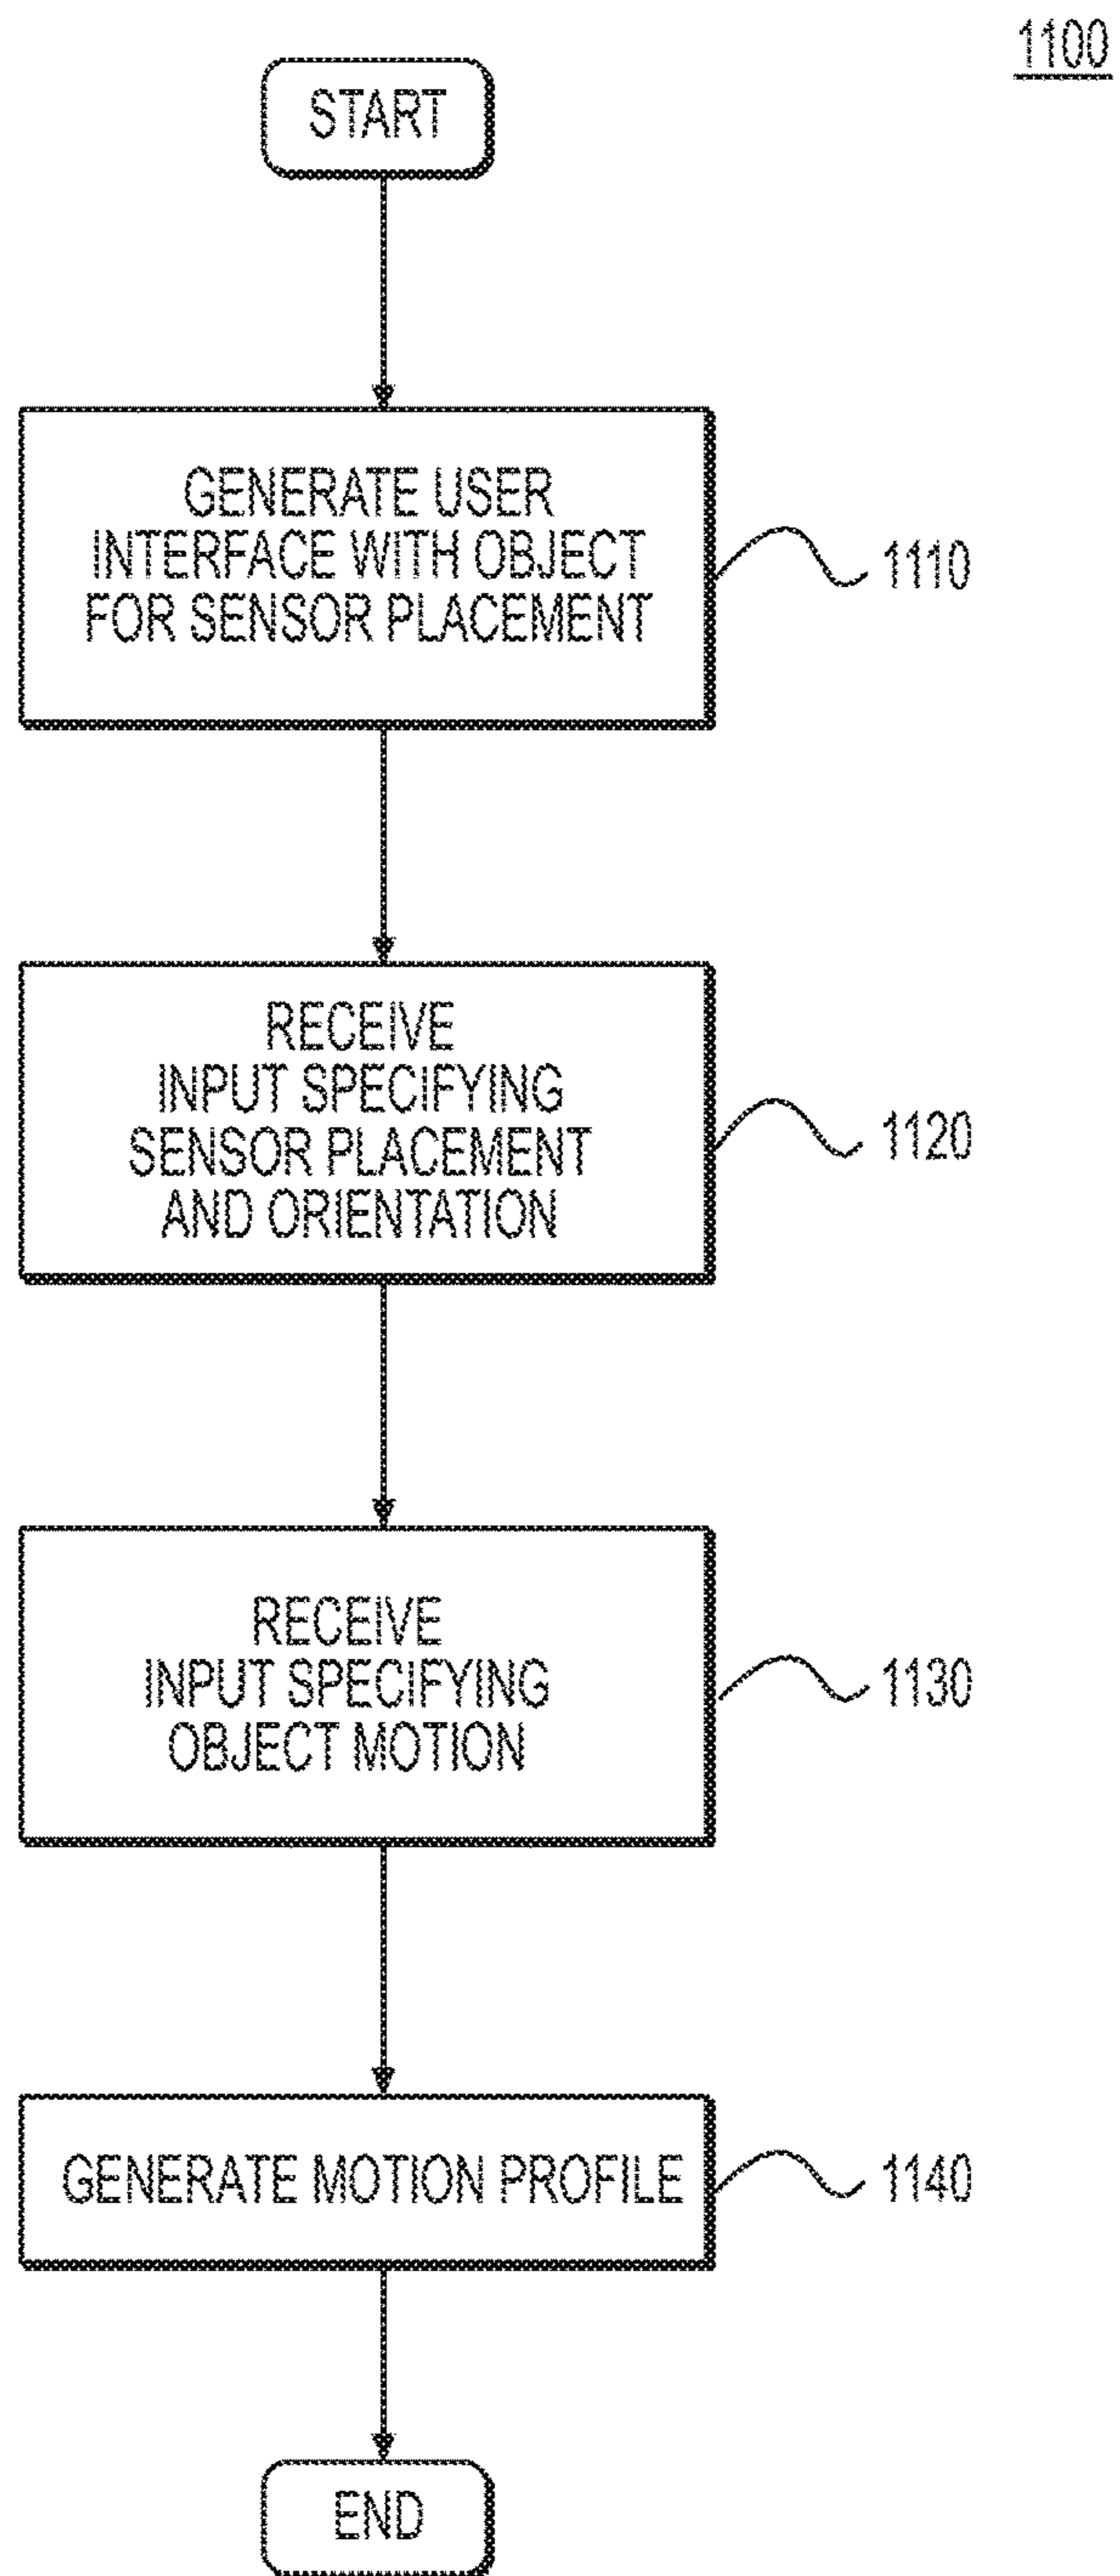 1100
START
GENERATE USER
INTERFACE WITH OBJECT
FOR SENSOR PLACEMENT
1110
RECEIVE
INPUT SPECIFYING
SENSOR PLACEMENT
AND ORIENTATION
1120
RECEIVE
INPUT SPECIFYING
OBJECT MOTION
1130
GENERATE MOTION PROFILE
1140
END